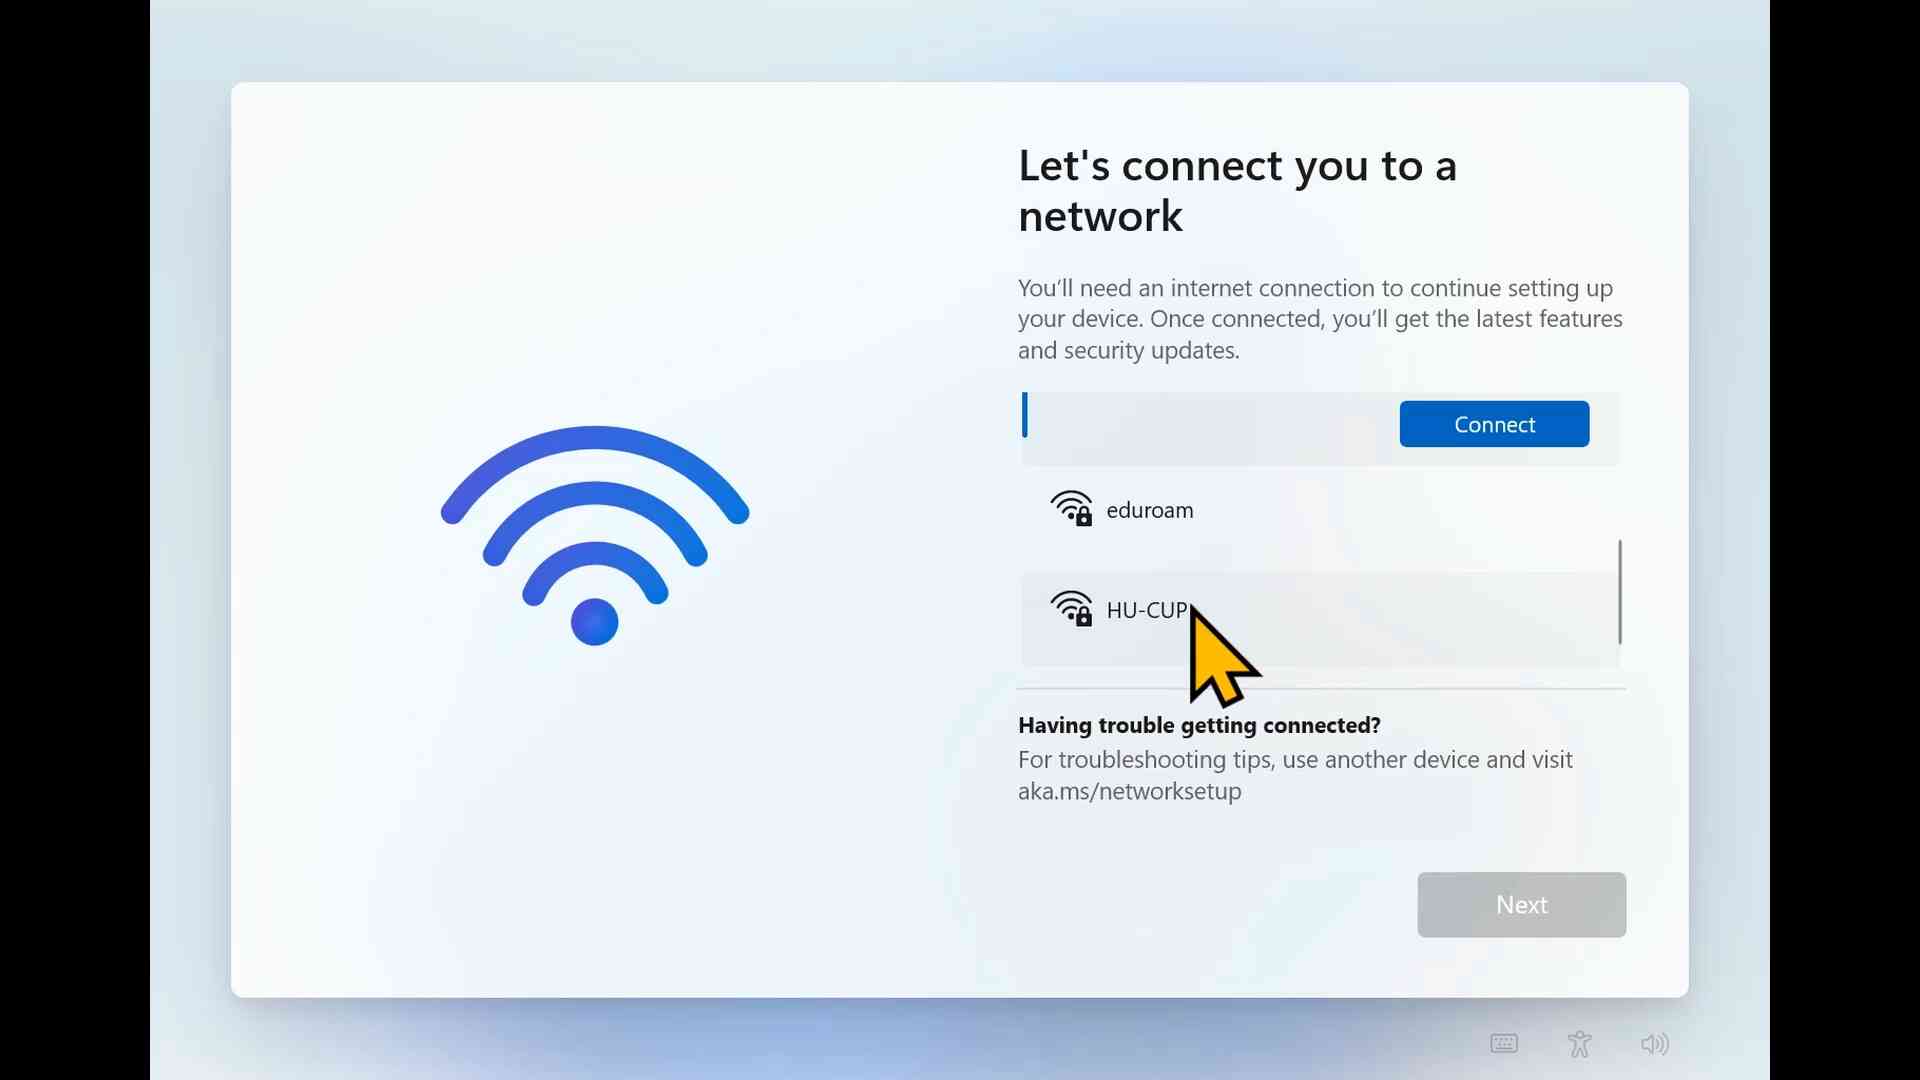 Let's connect you to a
network
You’ll need an internet connection to continue setting up
your device. Once connected, you’ll get the latest features
and security updates.
Connect
eduroam
HU-CUP
Having trouble getting connected?
For troubleshooting tips, use another device and visit
aka.ms/networksetup
Next